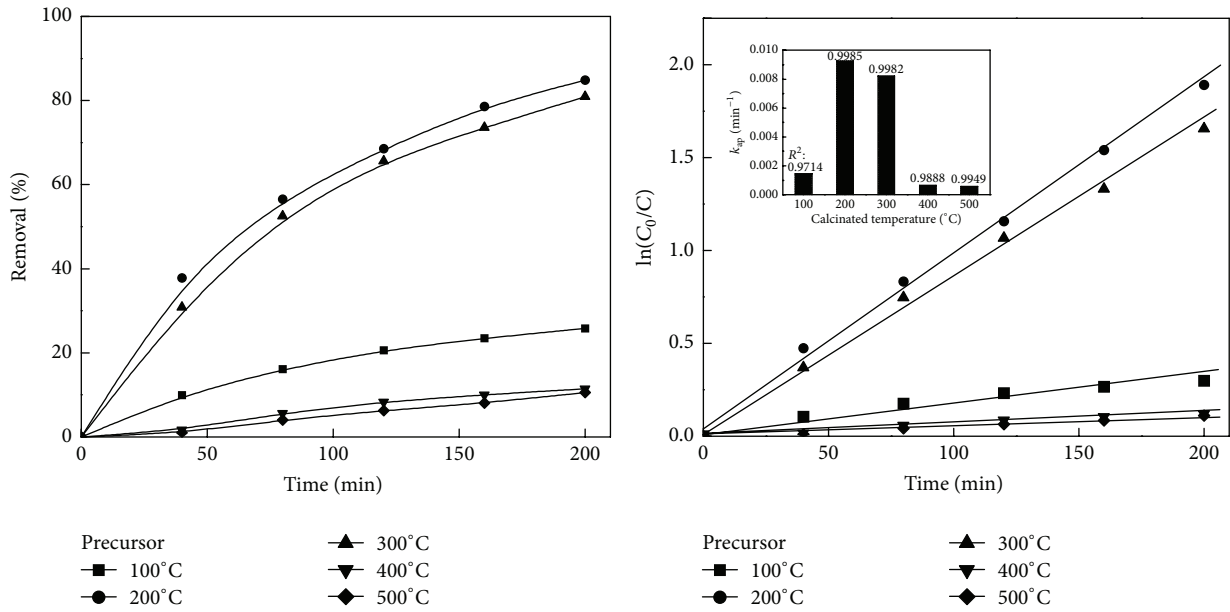 100
80
60
40
20
0
Removal (%)
0
50
100
150
200
Time (min)
Precursor
100°C
200°C
300°C
400°C
500°C
2.0
1.5
1.0
0.5
0.0
ln(C0/C)
0
50
100
150
200
Time (min)
0.010
0.008
0.006
0.004
0.002
0.000
kap (min−1)
R2:
0.9714
0.9985
0.9982
0.9888
0.9949
100
200
300
400
500
Calcinated temperature (°C)
Precursor
100°C
200°C
300°C
400°C
500°C